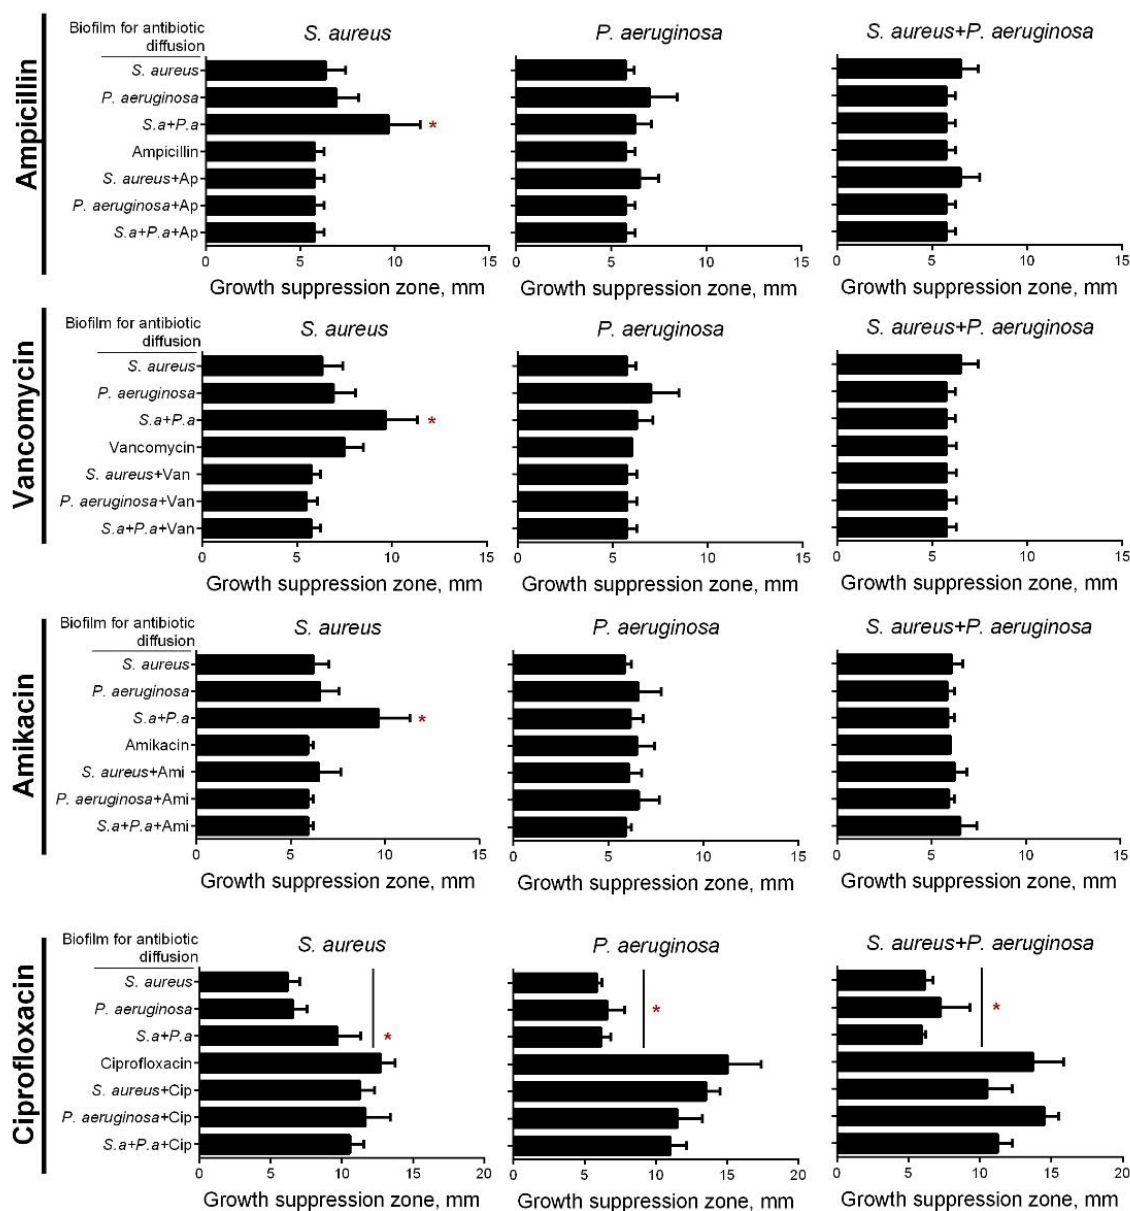 Ampicillin
Biofilm for antibiotic
diffusion
S. aureus
P. aeruginosa
S. aureus+P. aeruginosa
S. aureus
P. aeruginosa
S.a+P.a
*
Ampicillin
S. aureus+Ap
P. aeruginosa+Ap
S.a+P.a+Ap
0 5 10 15
0 5 10 15
0 5 10 15
Growth suppression zone, mm
Growth suppression zone, mm
Growth suppression zone, mm
Vancomycin
Biofilm for antibiotic
diffusion
S. aureus
P. aeruginosa
S. aureus+P. aeruginosa
S. aureus
P. aeruginosa
S.a+P.a
*
Vancomycin
S. aureus+Van
P. aeruginosa+Van
S.a+P.a+Van
0 5 10 15
0 5 10 15
0 5 10 15
Growth suppression zone, mm
Growth suppression zone, mm
Growth suppression zone, mm
Amikacin
Biofilm for antibiotic
diffusion
S. aureus
P. aeruginosa
S. aureus+P. aeruginosa
S. aureus
P. aeruginosa
S.a+P.a
*
Amikacin
S. aureus+Ami
P. aeruginosa+Ami
S.a+P.a+Ami
0 5 10 15
0 5 10 15
0 5 10 15
Growth suppression zone, mm
Growth suppression zone, mm
Growth suppression zone, mm
Ciprofloxacin
Biofilm for antibiotic
diffusion
S. aureus
P. aeruginosa
S. aureus+P. aeruginosa
S. aureus
P. aeruginosa
*
*
S.a+P.a
*
Ciprofloxacin
S. aureus+Cip
P. aeruginosa+Cip
S.a+P.a+Cip
0 5 10 15 20
0 5 10 15 20
0 5 10 15 20
Growth suppression zone, mm
Growth suppression zone, mm
Growth suppression zone, mm